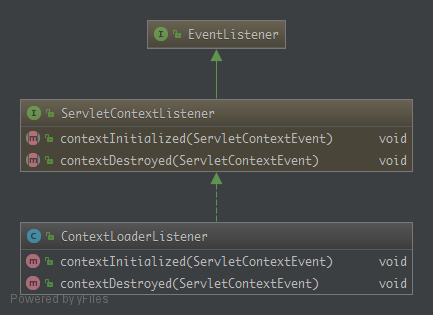 EventListener
ServletContextListener
contextInitialized(ServletContextEvent) void
contextDestroyed(ServletContextEvent) void
ContextLoaderListener
contextInitialized(ServletContextEvent) void
contextDestroyed(ServletContextEvent) void
Powered by yFiles